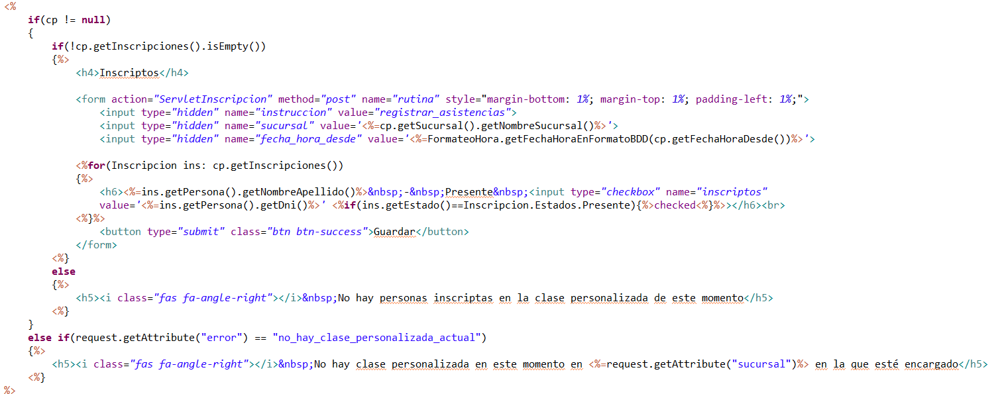 <%
if(cp != null)
{
if(!cp.getInscripciones().isEmpty())
{%>
<h4>Inscriptos</h4>
<form action="ServletInscripcion" method="post" name="rutina" style="margin-bottom: 1%; margin-top: 1%; padding-left: 1%;">
<input type="hidden" name="instruccion" value="registrar_asistencias">
<input type="hidden" name="sucursal" value='<%=cp.getSucursal().getNombreSucursal()%>'>
<input type="hidden" name="fecha_hora_desde" value='<%=FormateoHora.getFechaHoraEnFormatoBDD(cp.getFechaHoraDesde())%>'>
<%for(Inscripcion ins: cp.getInscripciones())
{%>
<h6><%=ins.getPersona().getNombreApellido()%>&nbsp;-&nbsp;Presente&nbsp;<input type="checkbox" name="inscriptos"
value='<%=ins.getPersona().getDni()%>' <%if(ins.getEstado()==Inscripcion.Estados.Presente){%>checked<%}%>></h6><br>
<%}%>
<button type="submit" class="btn btn-success">Guardar</button>
</form>
<%}
else
{%>
<h5><i class="fas fa-angle-right"></i>&nbsp;No hay personas inscriptas en la clase personalizada de este momento</h5>
<%}
}
else if(request.getAttribute("error") == "no_hay_clase_personalizada_actual")
{%>
<h5><i class="fas fa-angle-right"></i>&nbsp;No hay clase personalizada en este momento en <%=request.getAttribute("sucursal")%> en la que esté encargado</h5>
<%}
%>